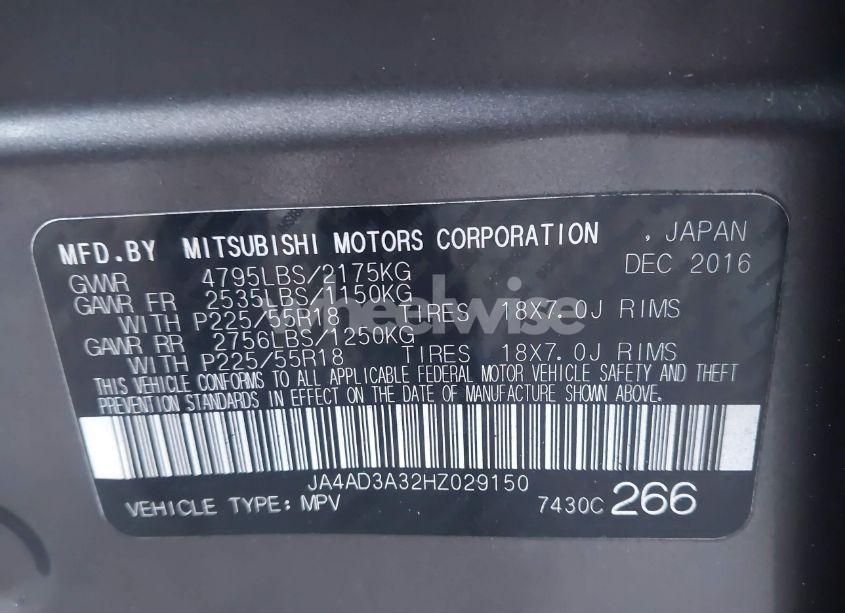 MFD.BY MITSUBISHI MOTORS CORPORATION , JAPAN
GVWR 4795LBS/2175KG DEC 2016
GAWR FR 2535LBS/1150KG
WITH P225/55R18 TIRES 18X7.0J RIMS
GAWR RR 2756LBS/1250KG
WITH P225/55R18 TIRES 18X7.0J RIMS
THIS VEHICLE CONFORMS TO ALL APPLICABLE FEDERAL MOTOR VEHICLE SAFETY AND THEFT
PREVENTION STANDARDS IN EFFECT ON THE DATE OF MANUFACTURE SHOWN ABOVE.
JA4AD3A32HZ029150
VEHICLE TYPE: MPV 7430C 266